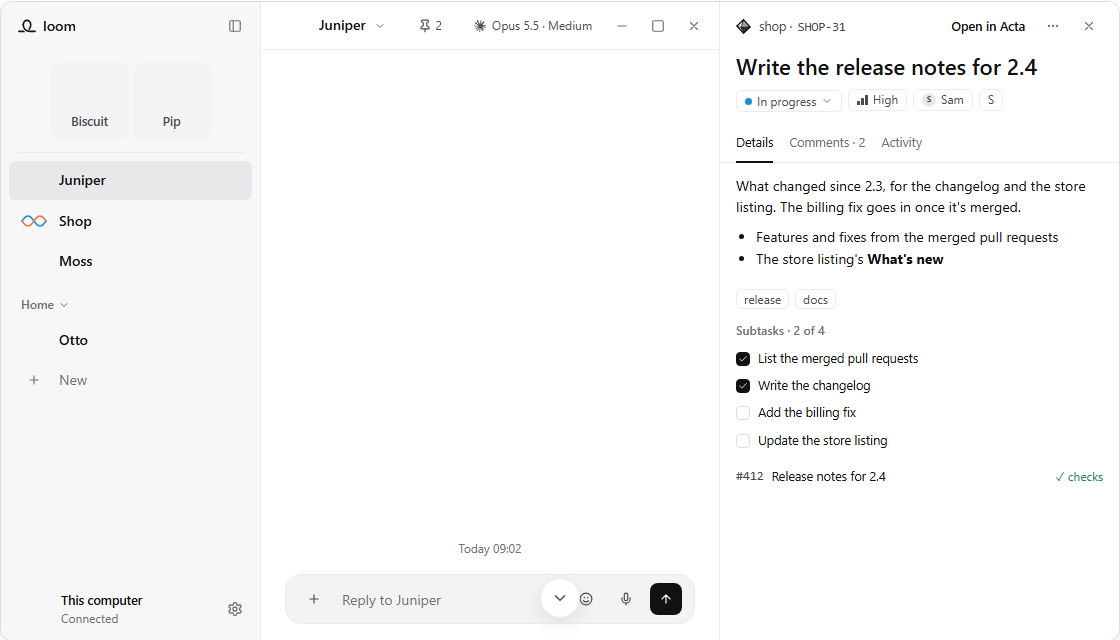 loom
Biscuit
Pip
Juniper
Shop
Moss
Home
Otto
New
This computer
Connected
Juniper
2
Opus 5.5 · Medium
Today 09:02
Reply to Juniper
shop · SHOP-31
Open in Acta
Write the release notes for 2.4
In progress
High
S Sam
S
Details
Comments · 2
Activity
What changed since 2.3, for the changelog and the store
listing. The billing fix goes in once it's merged.
Features and fixes from the merged pull requests
The store listing's What's new
release
docs
Subtasks · 2 of 4
List the merged pull requests
Write the changelog
Add the billing fix
Update the store listing
#412 Release notes for 2.4
✓ checks